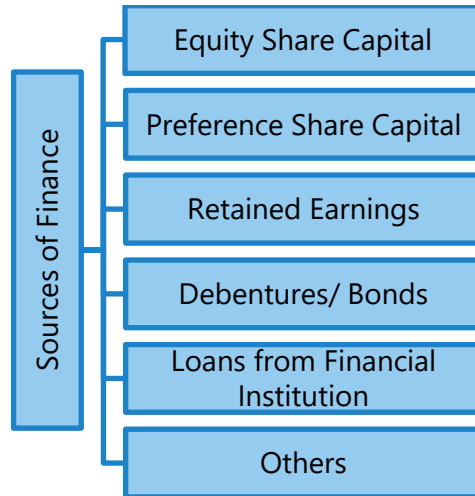 Sources of Finance
Equity Share Capital
Preference Share Capital
Retained Earnings
Debentures/ Bonds
Loans from Financial
Institution
Others